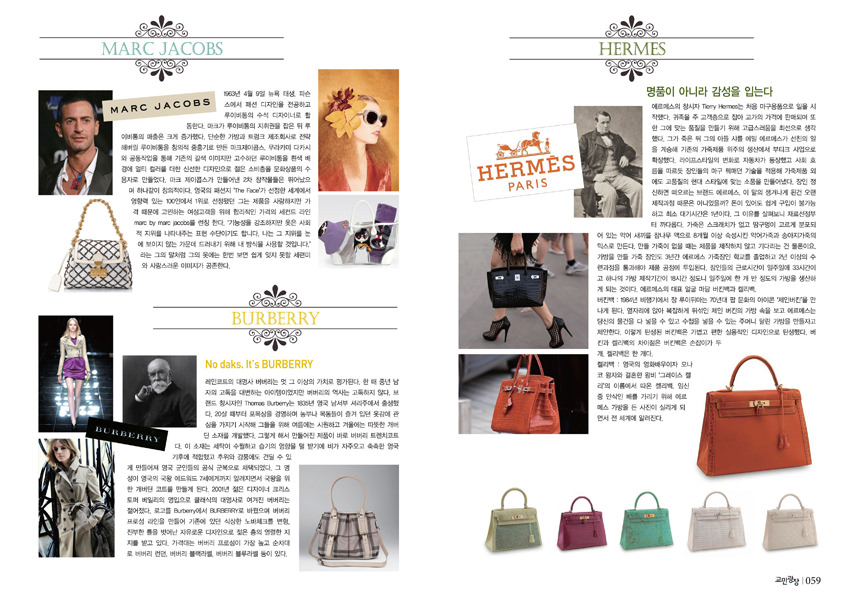 MARC JACOBS
MARC JACOBS
1963년 4월 9일 뉴욕 태생, 파슨
스에서 패션 디자인을 전공하고
루이비통의 수석 디자이너로 활
동한다. 마크가 루이비통의 지휘권을 잡은 뒤 루
이비통의 매출은 크게 증가했다. 단순한 가방과 트렁크 제조회사로 전락
해버릴 루이비통을 창의적 중흥기로 만든 마크제이콥스. 무라카미 다카시
와 공동작업을 통해 기존의 갈색 이미지만 고수하던 루이비통을 흰색 배
경에 멀티 컬러를 더한 신선한 디자인으로 젊은 소비층을 문화상품의 수
용자로 만들었다. 마크 제이콥스가 만들어낸 2차 창작물들은 뛰어났으
며 하나같이 창의적이다. 영국의 패션지 'The Face'가 선정한 세계에서
영향력 있는 100인에서 1위로 선정됐던 그는 제품을 사랑하지만 가
격 때문에 고민하는 여성고객을 위해 합리적인 가격의 세컨드 라인
marc by marc jacobs를 런칭 한다. "기능성을 강조하지만 옷은 사회
적 지위를 나타내주는 표현 수단이기도 합니다. 나는 그 지위를 눈
에 보이지 않는 가운데 드러내기 위해 내 방식을 사용할 것입니다."
라는 그의 말처럼 그의 옷에는 한번 보면 쉽게 잊지 못할 세련미
와 사랑스러운 이미지가 공존한다.
BURBERRY
No daks. It's BURBERRY
BURBERRY
레인코트의 대명사 버버리는 멋 그 이상의 가치로 평가된다. 한 때 중년 남
자의 고독을 대변하는 아이템이었지만 버버리의 역사는 고독하지 않다. 브
랜드 창시자인 Thomas Burberry는 1835년 영국 남서부 서리주에서 출생했
다. 20살 때부터 포목상을 경영하며 농부나 목동들이 즐겨 입던 옷감에 관
심을 가지기 시작해 그들을 위해 여름에는 시원하고 겨울에는 따뜻한 개버
딘 소재를 개발했다. 그렇게 해서 만들어진 제품이 바로 버버리 트렌치코트
다. 이 소재는 세탁이 수월하고 습기의 영향을 덜 받기에 비가 자주오고 축축한 영국
기후에 적합했고 추위와 강풍에도 견딜 수 있
게 만들어져 영국 군인들의 공식 군복으로 채택되었다. 그 명
성이 영국의 국왕 에드워드 7세에게까지 알려지면서 국왕을 위
한 개버딘 코트를 만들게 된다. 2001년 젊은 디자이너 크리스
토퍼 베일리의 영입으로 클래식의 대명사로 여겨진 버버리는
젊어졌다. 로고를 Burberry에서 BURBERRY로 바꿨으며 버버리
프로섬 라인을 만들어 기존에 있던 식상한 노바체크를 변형,
진부한 틀을 벗어난 자유로운 디자인으로 젊은 층의 열렬한 지
지를 받고 있다. 가격대는 버버리 프로섬이 가장 높고 순차대
로 버버리 런던, 버버리 블랙라벨, 버버리 블루라벨 등이 있다.
HERMES
명품이 아니라 감성을 입는다
HERMÈS
PARIS
에르메스의 창시자 Tierry Hermes는 처음 마구용품으로 일을 시
작했다. 귀족을 주 고객층으로 잡아 고가의 가격에 판매되며 또
한 그에 맞는 품질을 만들기 위해 고급스러움을 최선으로 생각
했다. 그가 죽은 뒤 그의 아들 샤를 에밀 에르메스가 선친의 일
을 계승해 기존의 가죽제품 위주의 생산에서 부티크 사업으로
확장했다. 라이프스타일의 변화로 자동차가 등장했고 사회 흐
름을 따르듯 장인들의 마구 꿰매던 기술을 적용해 가죽제품 외
에도 고품질의 현대 스타일에 맞는 소품을 만들어냈다. 장인 정
신하면 떠오르는 브랜드 에르메스, 이 말이 생겨나게 된건 오랜
제작과정 때문은 아니었을까? 돈이 있어도 쉽게 구입이 불가능
하고 최소 대기시간은 1년이다. 그 이유를 살펴보니 재료선정부
터 까다롭다. 가죽은 스크래치가 없고 땀구멍이 고르게 분포되
어 있는 악어 새끼를 참나무 액으로 8개월 이상 숙성시킨 악어가죽과 송아지가죽의
믹스로 만든다. 만들 가죽이 없을 때는 제품을 제작하지 않고 기다리는 건 물론이요,
가방을 만들 가죽 장인도 3년간 에르메스 가죽장인 학교를 졸업하고 2년 이상의 수
련과정을 통과해야 제품 공정에 투입된다. 장인들의 근로시간이 일주일에 33시간이
고 하나의 가방 제작기간이 18시간 정도니 일주일에 한 개 반 정도의 가방을 생산하
게 되는 것이다. 에르메스의 대표 얼굴 마담 버킨백과 켈리백.
버킨백 : 1984년 비행기에서 장 루이뒤마는 70년대 팝 문화의 아이콘 '제인버킨'을 만
나게 된다. 옆자리에 앉아 복잡하게 뒤섞인 제인 버킨의 가방 속을 보고 에르메스는
당신의 물건을 다 넣을 수 있고 수첩을 넣을 수 있는 주머니 달린 가방을 만들자고
제안한다. 이렇게 탄생된 버킨백은 가볍고 편한 실용적인 디자인으로 탄생했다. 버
킨과 켈리백의 차이점은 버킨백은 손잡이가 두
개, 켈리백은 한 개다.
켈리백 : 영국의 영화배우이자 모나
코 왕자와 결혼한 왕비 "그레이스 켈
리"의 이름에서 따온 켈리백, 임신
중 만삭인 배를 가리기 위해 에르
메스 가방을 든 사진이 실리게 되
면서 전 세계에 알려진다.
교민광장 | 059